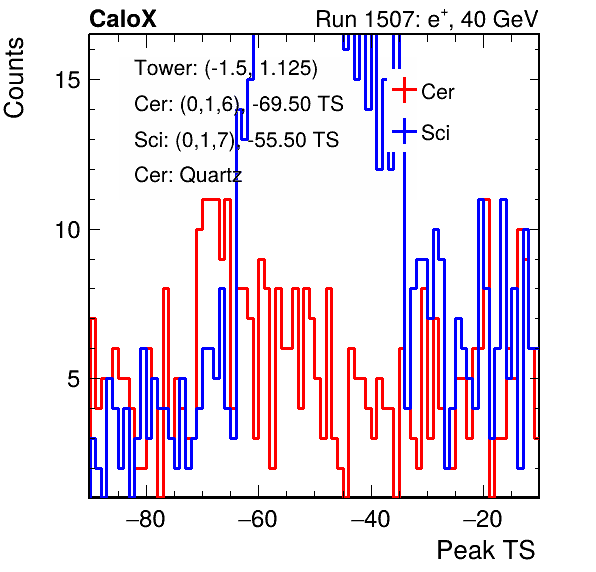 CaloX Run 1507: e⁺, 40 GeV
Counts
Tower: (-1.5, 1.125)
Cer: (0,1,6), -69.50 TS
Sci: (0,1,7), -55.50 TS
Cer: Quartz
Cer
Sci
15
10
5
−80 −60 −40 −20
Peak TS